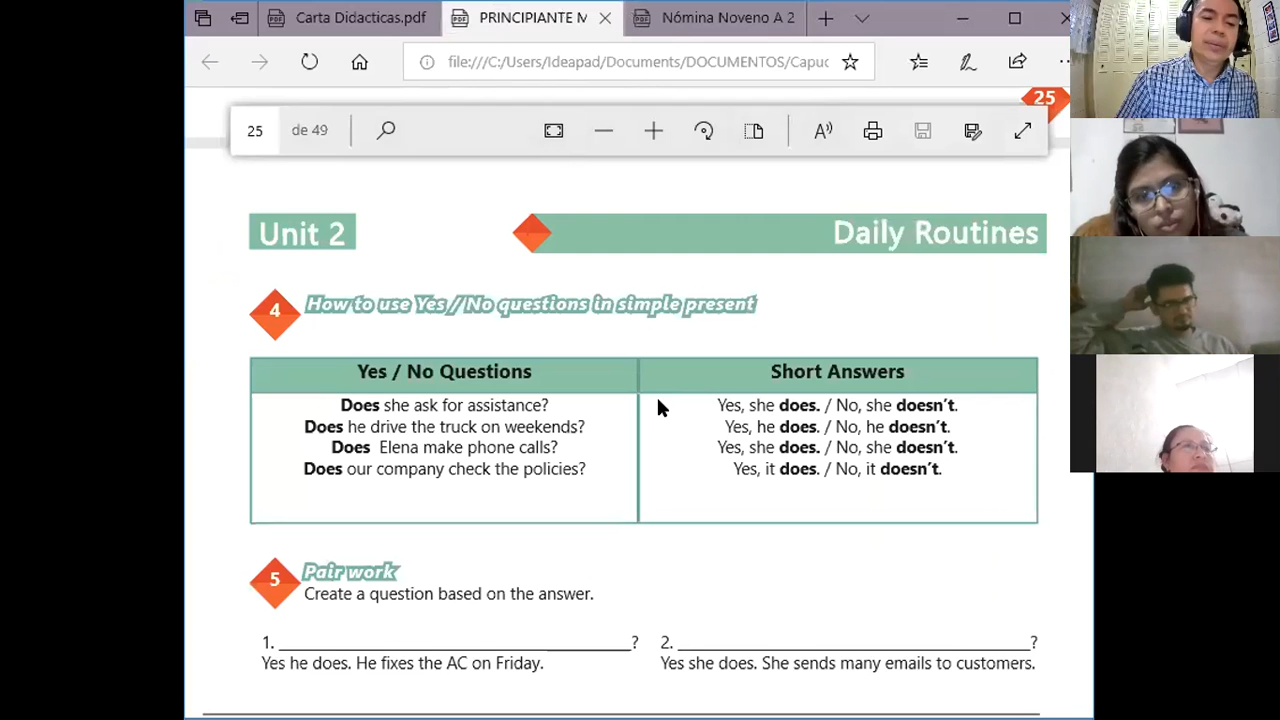 Carta Didacticas.pdf
PRINCIPIANTE M
Nómina Noveno A 2
file:///C:/Users/Ideapad/Documents/DOCUMENTOS/Capuc
25
25 de 49
Unit 2
Daily Routines
4 How to use Yes / No questions in simple present
Yes / No Questions
Short Answers
Does she ask for assistance?
Yes, she does. / No, she doesn´t.
Does he drive the truck on weekends?
Yes, he does. / No, he doesn´t.
Does Elena make phone calls?
Yes, she does. / No, she doesn´t.
Does our company check the policies?
Yes, it does. / No, it doesn´t.
5 Pair work
Create a question based on the answer.
1. ______________________________________?
2. ______________________________________?
Yes he does. He fixes the AC on Friday.
Yes she does. She sends many emails to customers.